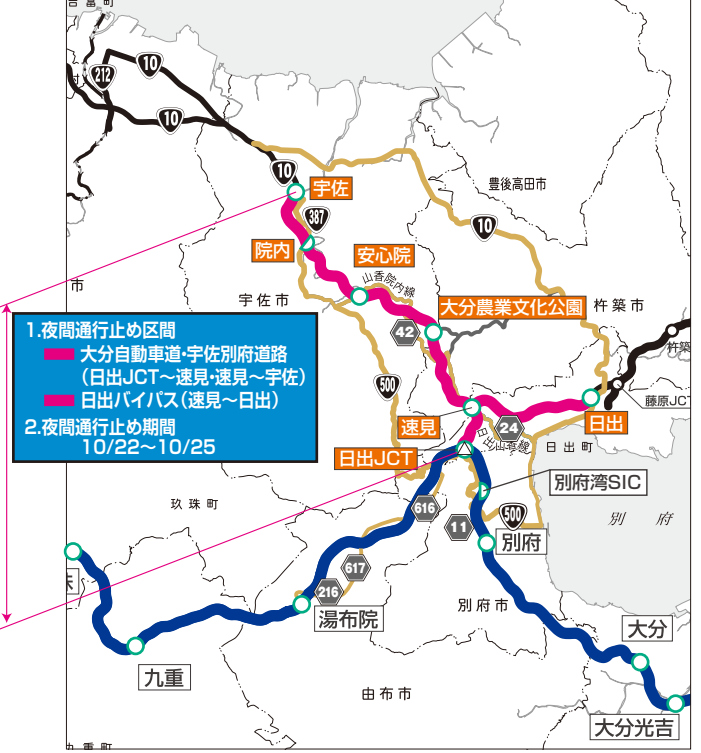 吉富町
212
10
10
村
10
宇佐
豊後高田市
387
10
院内
安心院
山香院内線
市
宇佐市
大分農業文化公園
杵築市
42
1.夜間通行止め区間
大分自動車道・宇佐別府道路
(日出JCT〜速見・速見〜宇佐)
日出バイパス(速見〜日出)
2.夜間通行止め期間
10/22〜10/25
杵築
500
藤原JCT
速見
24
日出
日出山香線
日出町
日出JCT
別府湾SIC
玖珠町
616
500
別府
11
別府
617
216
湯布院
別府市
大分
九重
由布市
大分光吉
九重町